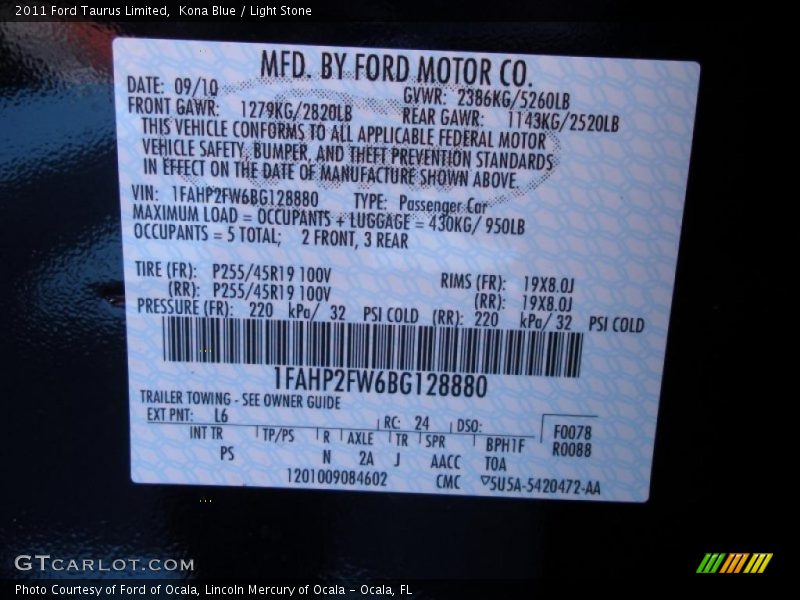 2011 Ford Taurus Limited, Kona Blue / Light Stone
MFD. BY FORD MOTOR CO.
DATE: 09/10 GVWR: 2386KG/5260LB
FRONT GAWR: 1279KG/2820LB REAR GAWR: 1143KG/2520LB
THIS VEHICLE CONFORMS TO ALL APPLICABLE FEDERAL MOTOR
VEHICLE SAFETY, BUMPER, AND THEFT PREVENTION STANDARDS
IN EFFECT ON THE DATE OF MANUFACTURE SHOWN ABOVE.
VIN: 1FAHP2FW6BG128880 TYPE: Passenger Car
MAXIMUM LOAD = OCCUPANTS + LUGGAGE = 430KG/ 950LB
OCCUPANTS = 5 TOTAL; 2 FRONT, 3 REAR
TIRE (FR): P255/45R19 100V RIMS (FR): 19X8.0J
(RR): P255/45R19 100V (RR): 19X8.0J
PRESSURE (FR): 220 kPa/ 32 PSI COLD (RR): 220 kPa/ 32 PSI COLD
1FAHP2FW6BG128880
TRAILER TOWING - SEE OWNER GUIDE
EXT PNT: L6 RC: 24 DSO: F0078
INT TR TP/PS R AXLE TR SPR BPH1F R0088
PS N 2A J AACC TOA
1201009084602 CMC ▽5U5A-5420472-AA
GTCARLOT.COM
Photo Courtesy of Ford of Ocala, Lincoln Mercury of Ocala - Ocala, FL